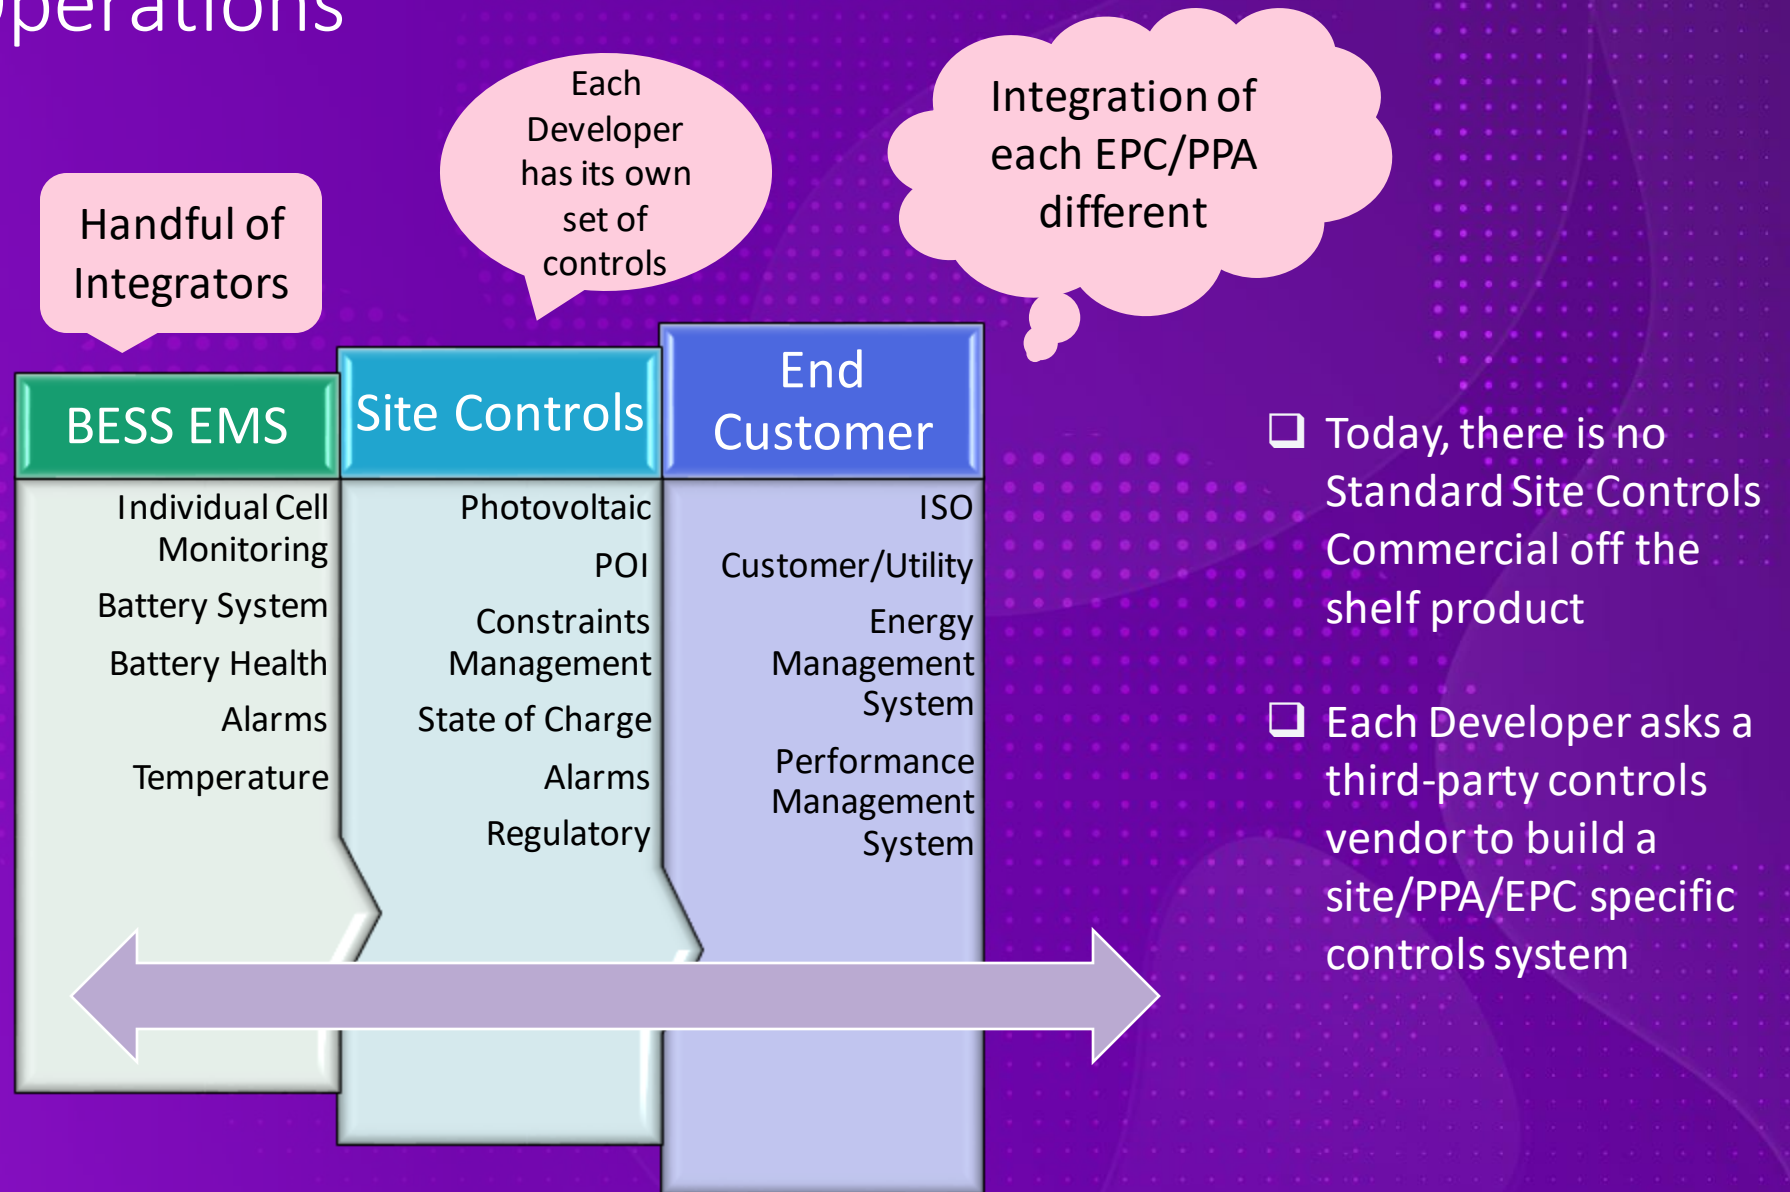 Operations
Handful of
Integrators
Each
Developer
has its own
set of
controls
Integration of
each EPC/PPA
different
BESS EMS
Individual Cell
Monitoring
Battery System
Battery Health
Alarms
Temperature
Site Controls
Photovoltaic
POI
Constraints
Management
State of Charge
Alarms
Regulatory
End
Customer
ISO
Customer/Utility
Energy
Management
System
Performance
Management
System
Today, there is no
Standard Site Controls
Commercial off the
shelf product
Each Developer asks a
third-party controls
vendor to build a
site/PPA/EPC specific
controls system